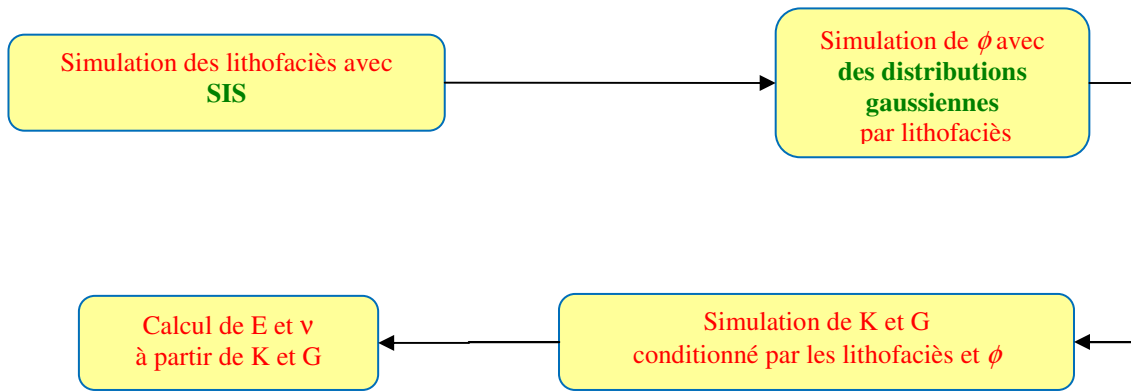 Simulation des lithofaciès avec
SIS
Simulation de ϕ avec
des distributions
gaussiennes
par lithofaciès
Calcul de E et ν
à partir de K et G
Simulation de K et G
conditionné par les lithofaciès et ϕ